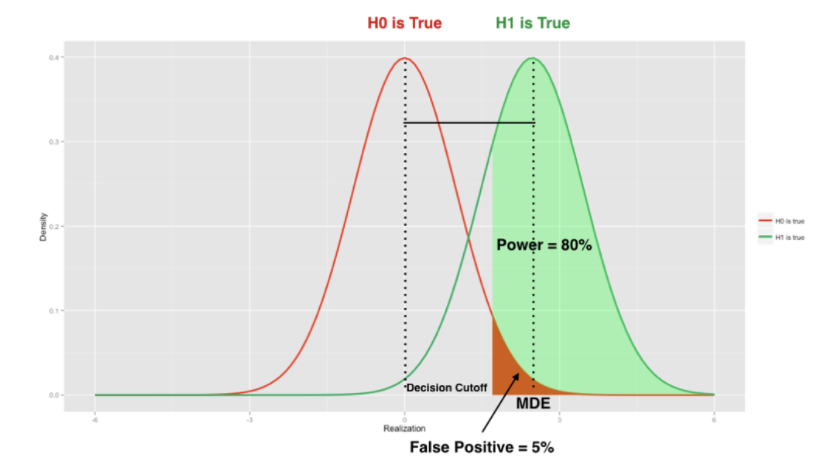 H0 is True H1 is True
0.4
0.3
0.2
0.1
0.0
Density
Power = 80%
H0 is true
H1 is true
Decision Cutoff
MDE
-6 -3 0 3 6
Realization
False Positive = 5%